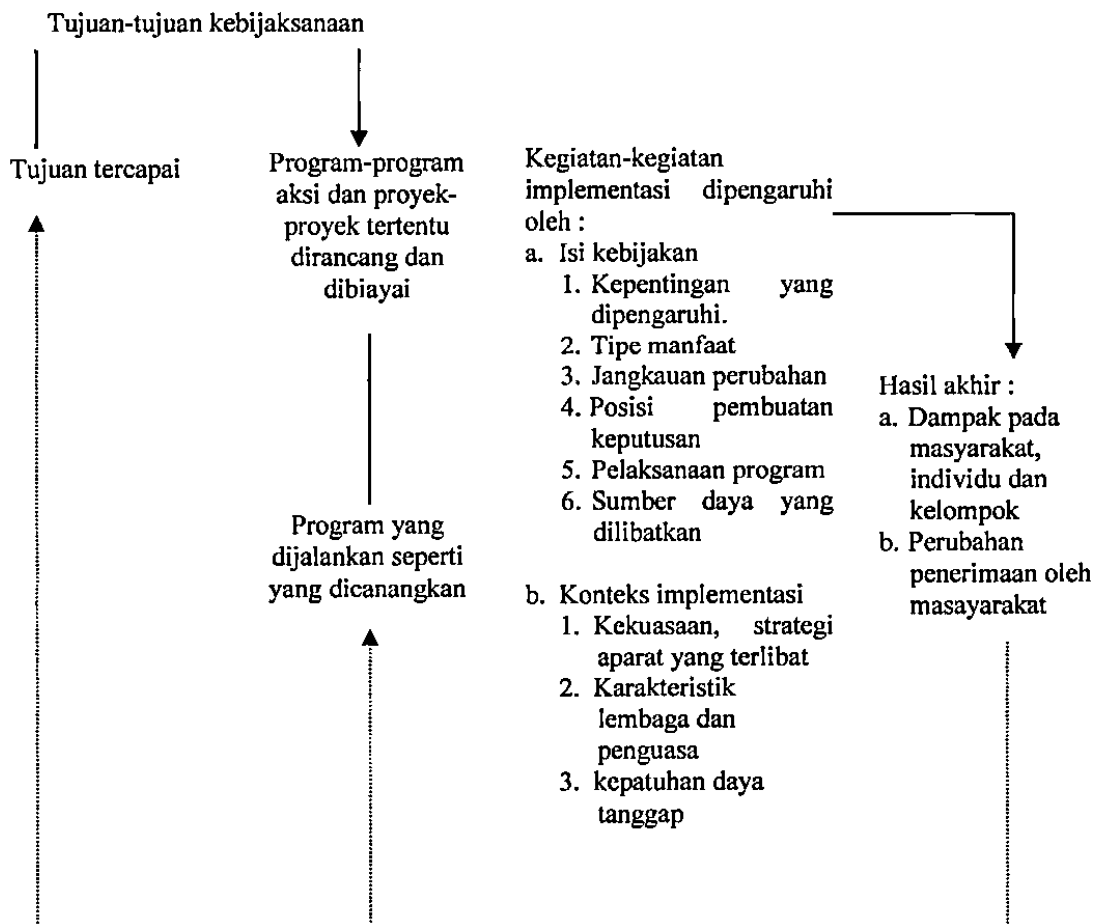 Tujuan-tujuan kebijaksanaan
Tujuan tercapai
Program-program
aksi dan proyek-
proyek tertentu
dirancang dan
dibiayai
Program yang
dijalankan seperti
yang dicanangkan
Kegiatan-kegiatan
implementasi dipengaruhi
oleh :
a. Isi kebijakan
1. Kepentingan yang
dipengaruhi.
2. Tipe manfaat
3. Jangkauan perubahan
4. Posisi pembuatan
keputusan
5. Pelaksanaan program
6. Sumber daya yang
dilibatkan
b. Konteks implementasi
1. Kekuasaan, strategi
aparat yang terlibat
2. Karakteristik
lembaga dan
penguasa
3. kepatuhan daya
tanggap
Hasil akhir :
a. Dampak pada
masyarakat,
individu dan
kelompok
b. Perubahan
penerimaan oleh
masayarakat